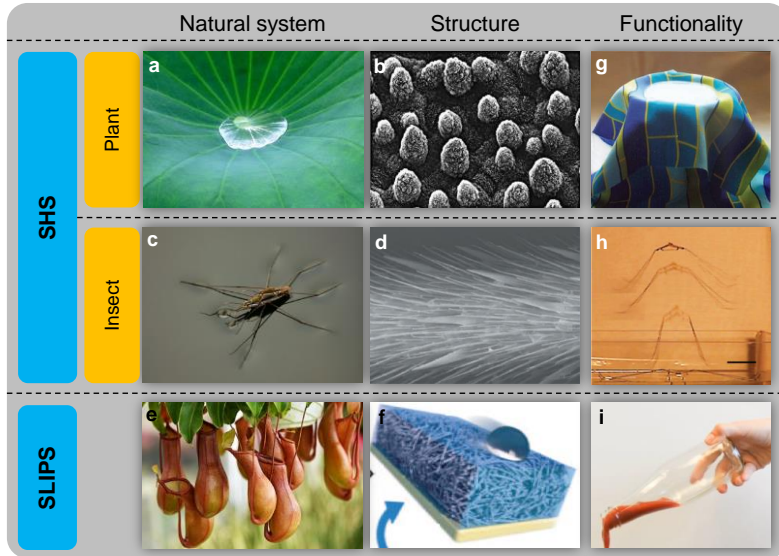 Natural system
Structure
Functionality
SHS
Plant
a
b
g
Insect
c
d
h
SLIPS
e
f
i